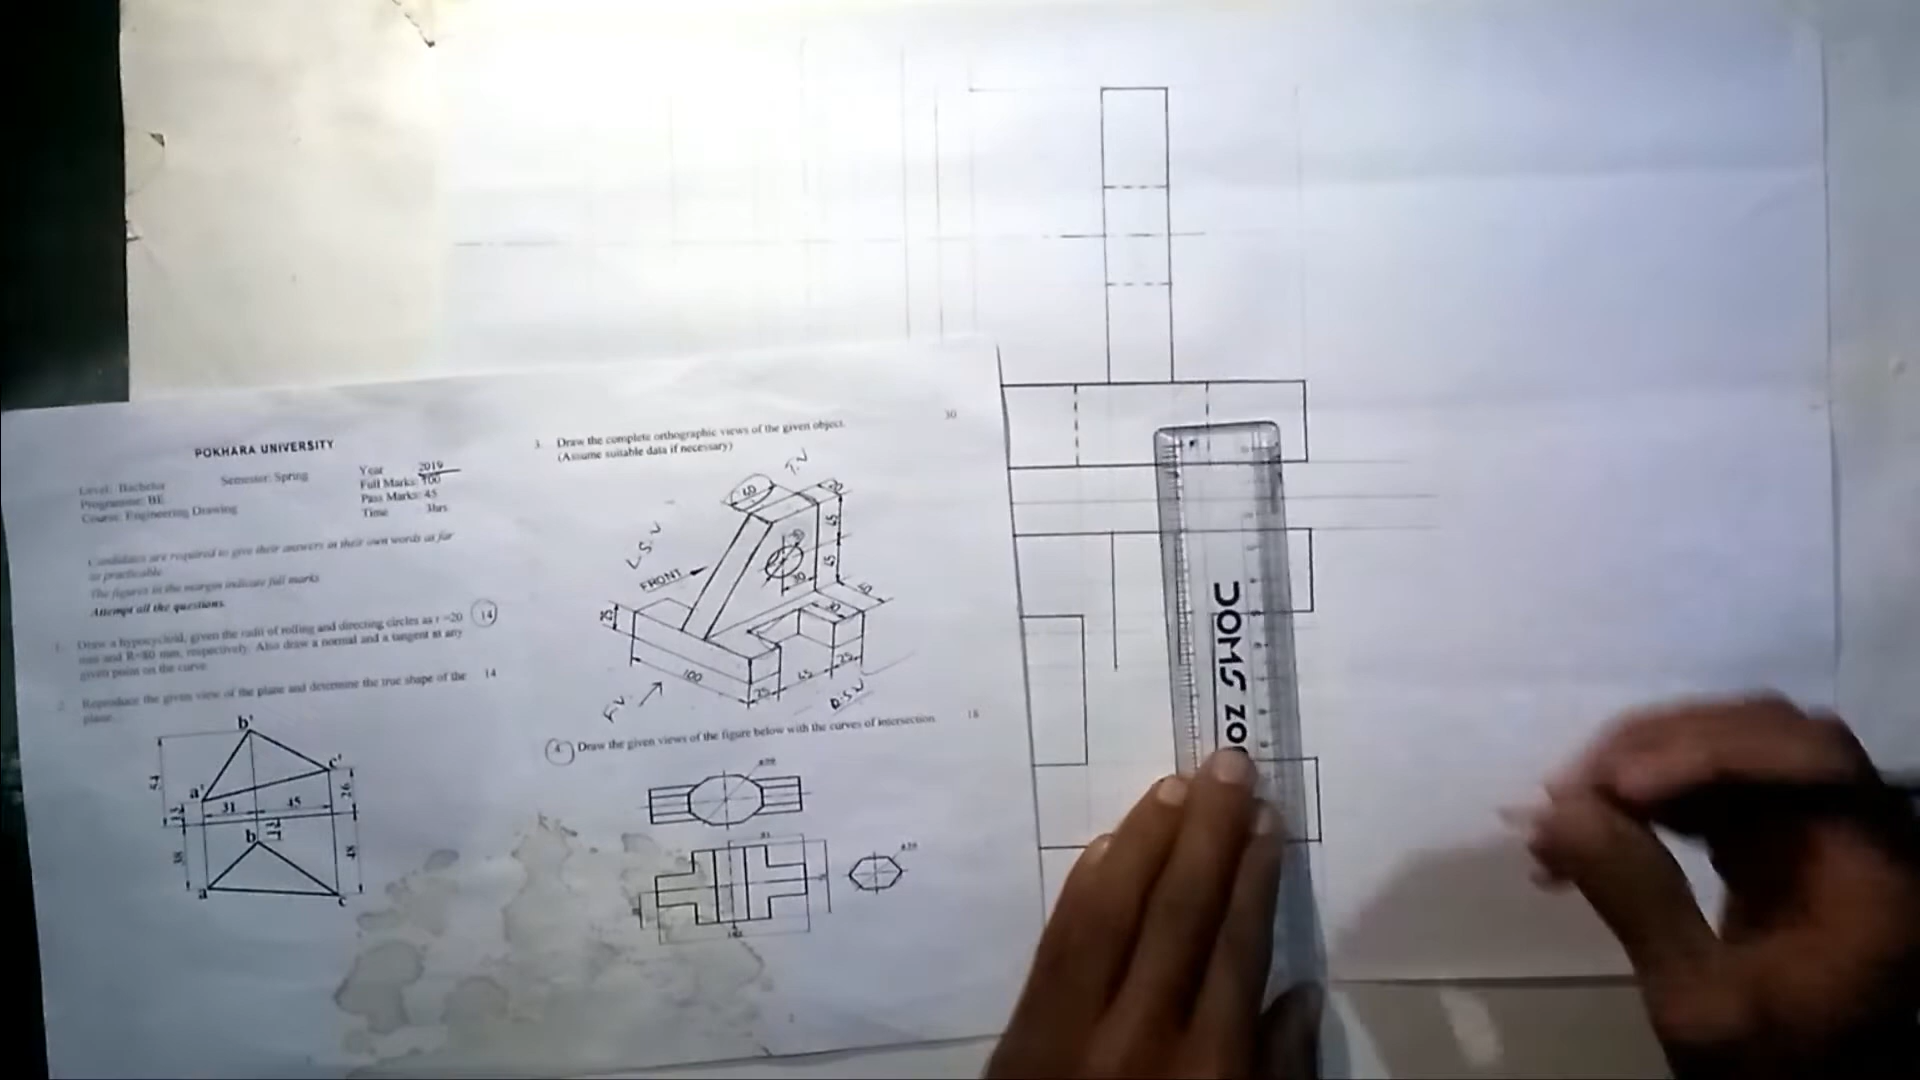 POKHARA UNIVERSITY
Level: Bachelor Semester: Spring Year 2019
Programme: BE Full Marks: 100
Course: Engineering Drawing Pass Marks: 45
Time 3hrs.
Candidates are required to give their answers in their own words as far
as practicable.
The figures in the margin indicate full marks.
Attempt all the questions.
1. Draw a hypocycloid, given the radii of rolling and directing circles as r =20 14
mm and R=80 mm, respectively. Also draw a normal and a tangent at any
given point on the curve.
2. Reproduce the given view of the plane and determine the true shape of the 14
plane.
b'
c'
a'
31
45
26
b
38
48
a
c
3. Draw the complete orthographic views of the given object. 30
(Assume suitable data if necessary)
T.V
L.S.V
FRONT
45
45
30
25
100
25
45
25
F.V
R.S.V
4. Draw the given views of the figure below with the curves of intersection. 18
DOMS